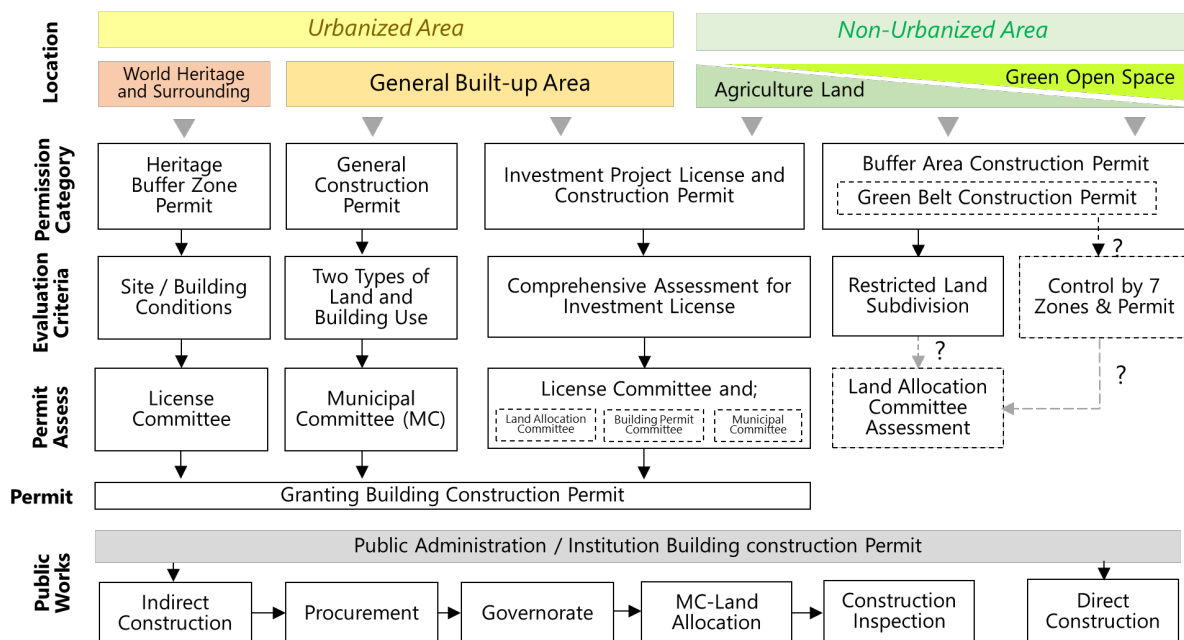 Location
Urbanized Area
Non-Urbanized Area
World Heritage
and Surrounding
General Built-up Area
Green Open Space
Agriculture Land
Permission
Category
Heritage
Buffer Zone
Permit
General
Construction
Permit
Investment Project License and
Construction Permit
Buffer Area Construction Permit
Green Belt Construction Permit
?
Evaluation
Criteria
Site / Building
Conditions
Two Types of
Land and
Building Use
Comprehensive Assessment for
Investment License
Restricted Land
Subdivision
Control by 7
Zones & Permit
?
?
Permit
Assess
License
Committee
Municipal
Committee (MC)
License Committee and;
Land Allocation
Committee
Building Permit
Committee
Municipal
Committee
Land Allocation
Committee
Assessment
Permit
Granting Building Construction Permit
Public
Works
Public Administration / Institution Building construction Permit
Indirect
Construction
Procurement
Governorate
MC-Land
Allocation
Construction
Inspection
Direct
Construction